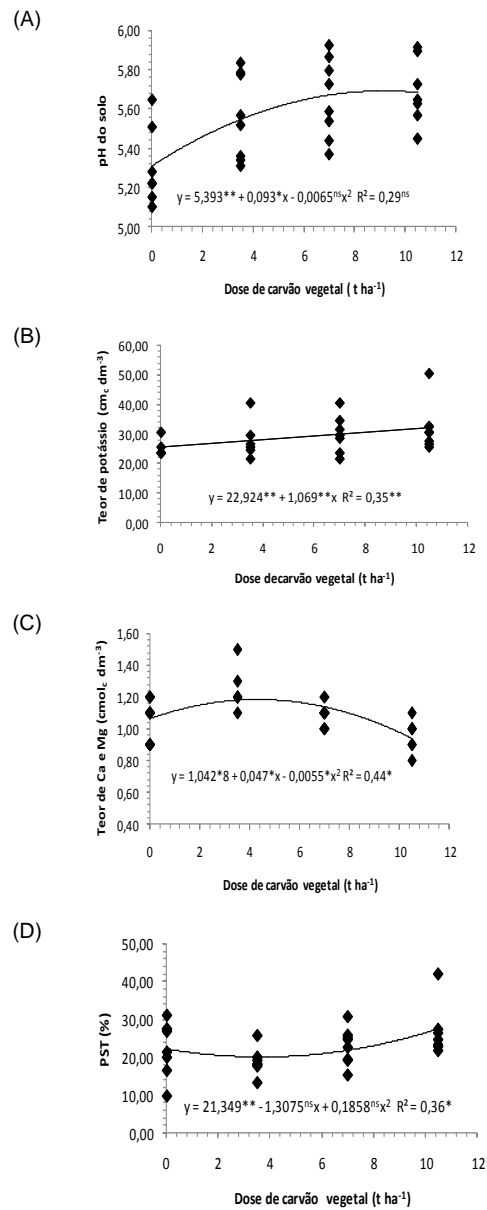 (A)
6,00
5,80
5,60
5,40
5,20
5,00
pH do solo
y = 5,393** + 0,093*x - 0,0065ⁿˢx² R² = 0,29ⁿˢ
0 2 4 6 8 10 12
Dose de carvão vegetal ( t ha⁻¹)
(B)
60,00
50,00
40,00
30,00
20,00
10,00
0,00
Teor de potássio (cm꜀ dm⁻³)
y = 22,924** + 1,069**x R² = 0,35**
0 2 4 6 8 10 12
Dose decarvão vegetal (t ha⁻¹)
(C)
1,60
1,40
1,20
1,00
0,80
0,60
0,40
Teor de Ca e Mg (cmol꜀ dm⁻³)
y = 1,042*8 + 0,047*x - 0,0055*x² R² = 0,44*
0 2 4 6 8 10 12
Dose de carvão vegetal (t ha⁻¹)
(D)
50,00
40,00
30,00
20,00
10,00
0,00
PST (%)
y = 21,349** - 1,3075ⁿˢx + 0,1858ⁿˢx² R² = 0,36*
0 2 4 6 8 10 12
Dose de carvão vegetal (t ha⁻¹)